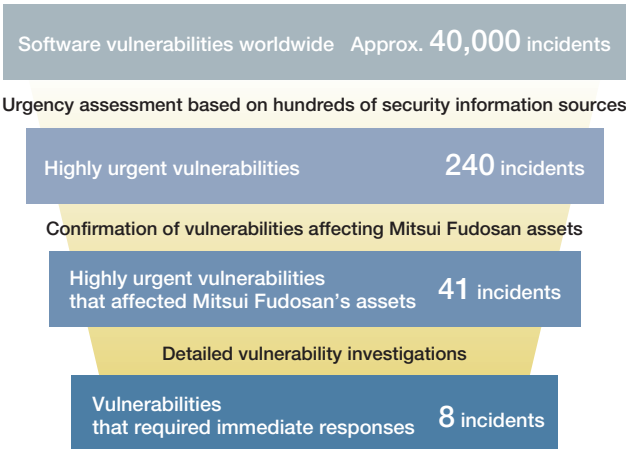 Software vulnerabilities worldwide Approx. 40,000 incidents
Urgency assessment based on hundreds of security information sources
Highly urgent vulnerabilities 240 incidents
Confirmation of vulnerabilities affecting Mitsui Fudosan assets
Highly urgent vulnerabilities
that affected Mitsui Fudosan's assets 41 incidents
Detailed vulnerability investigations
Vulnerabilities
that required immediate responses 8 incidents